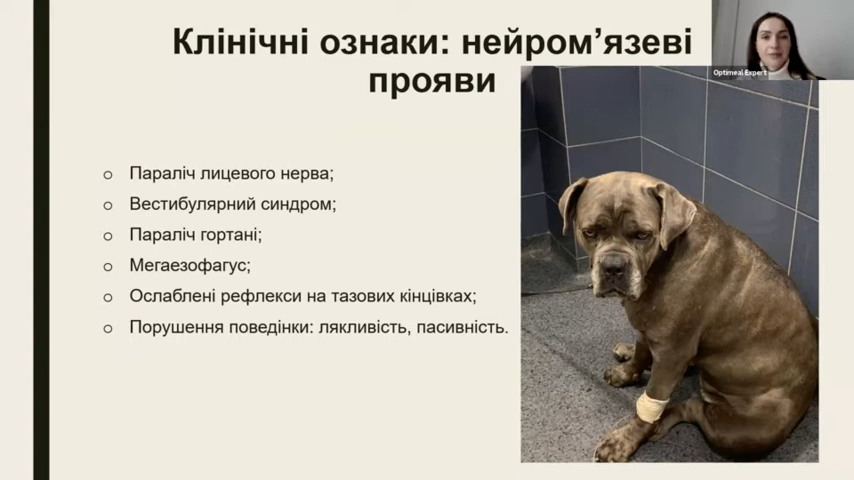 Клінічні ознаки: нейром’язеві
прояви
Optimeal Expert
o Параліч лицевого нерва;
o Вестибулярний синдром;
o Параліч гортані;
o Мегаезофагус;
o Ослаблені рефлекси на тазових кінцівках;
o Порушення поведінки: лякливість, пасивність.